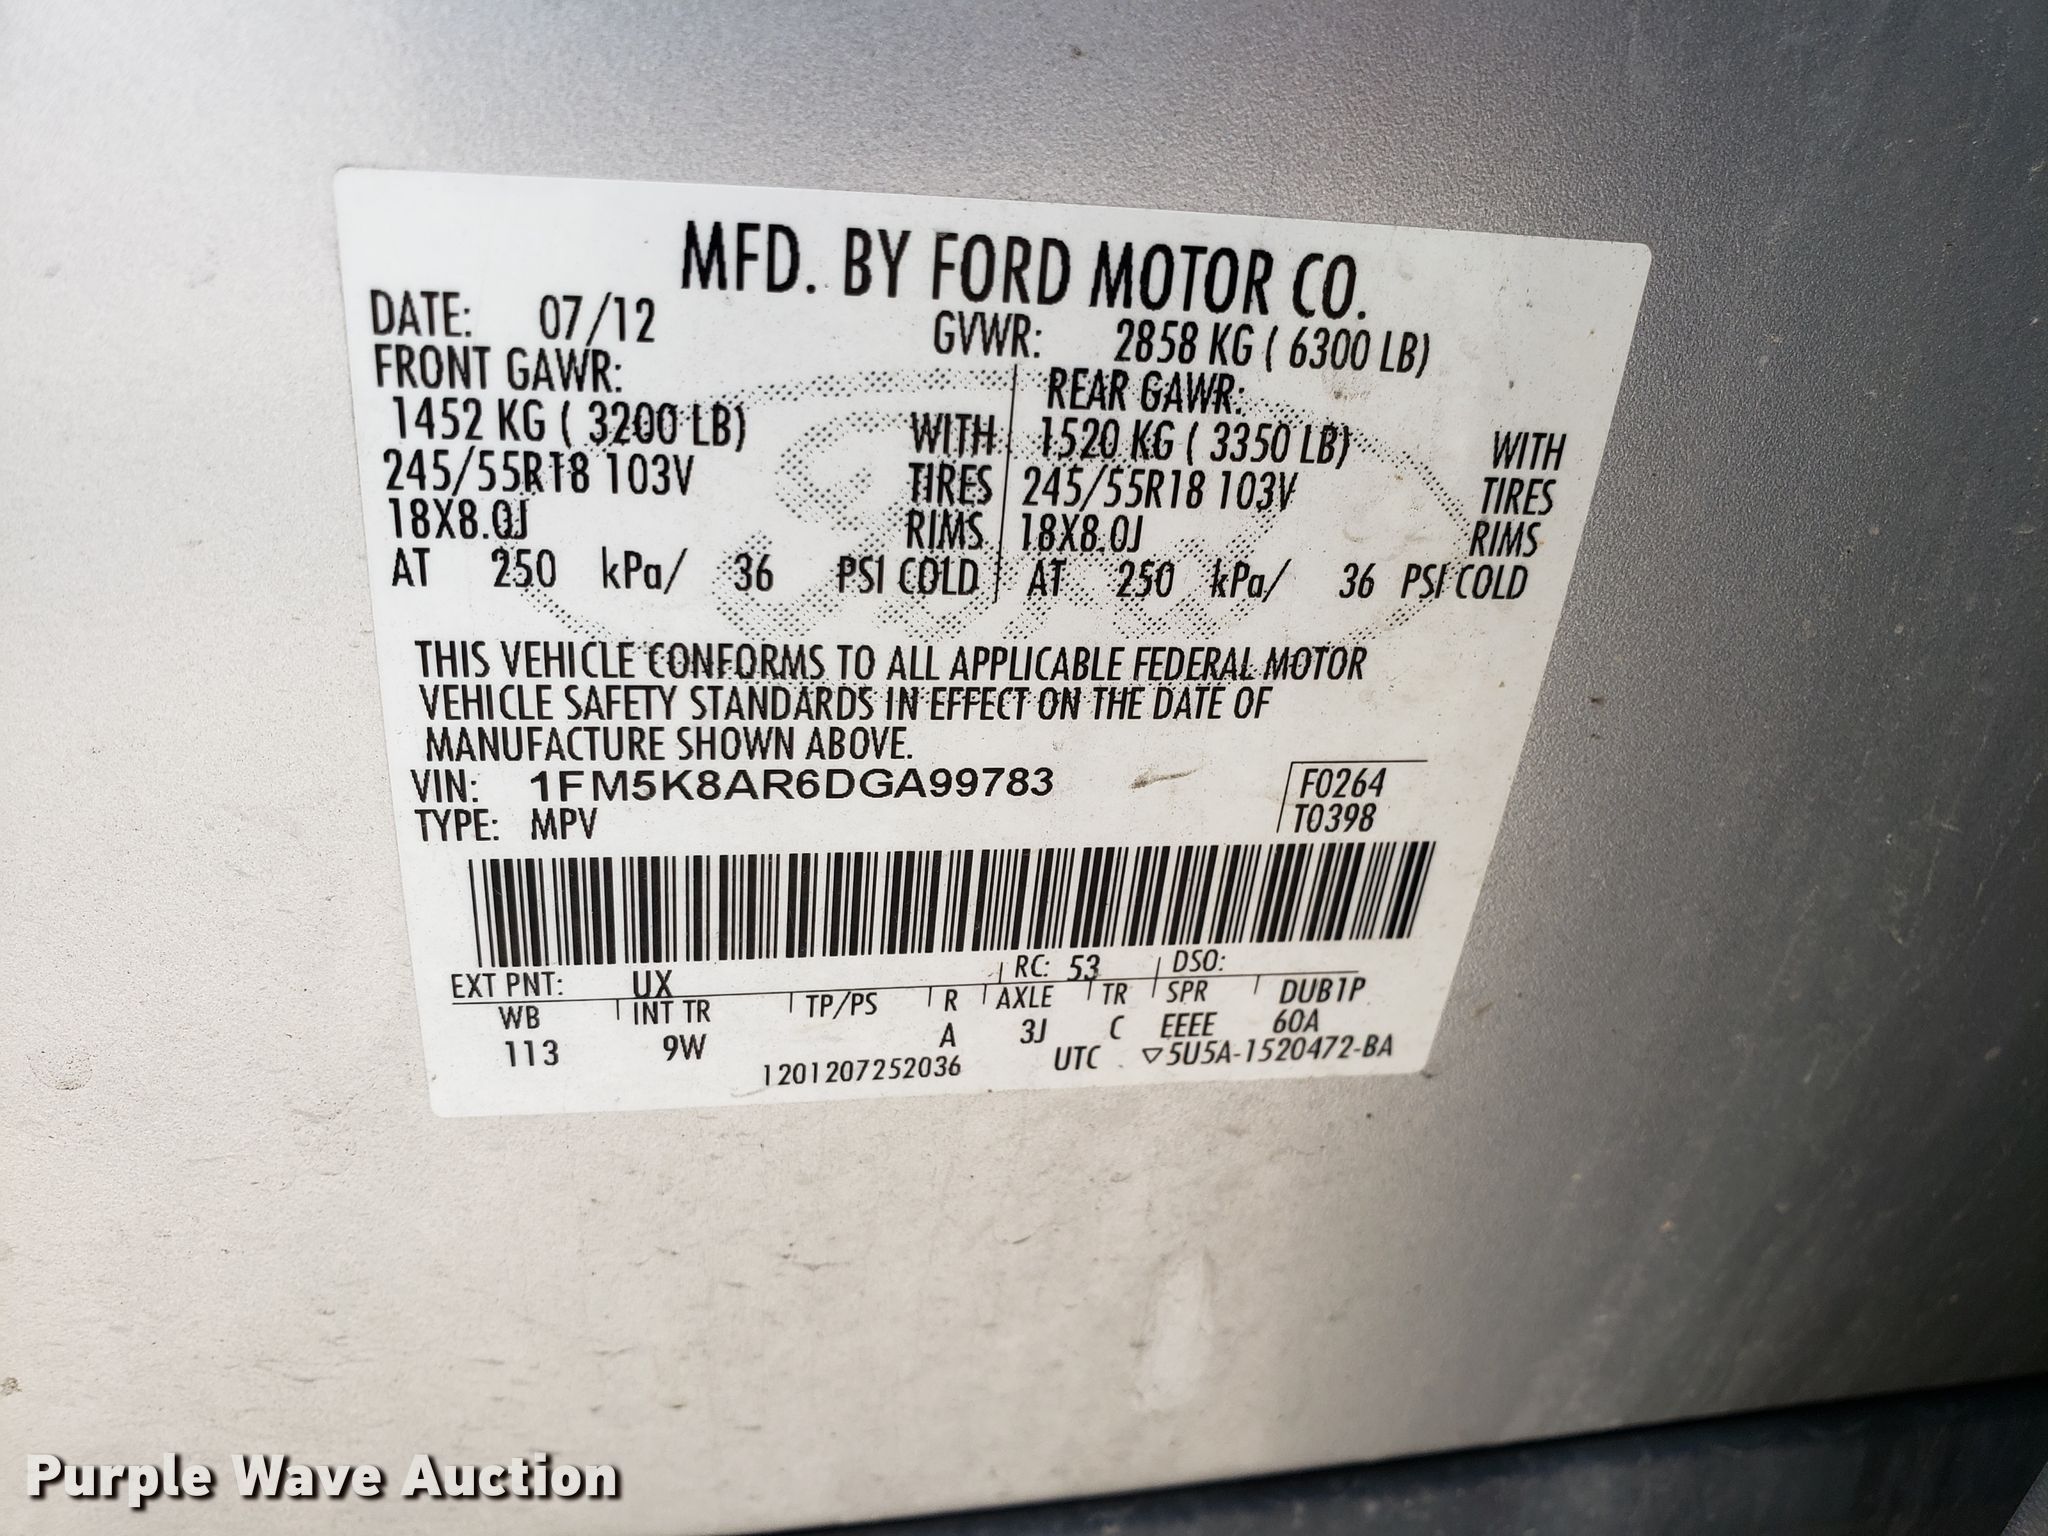 MFD. BY FORD MOTOR CO.
DATE: 07/12 GVWR: 2858 KG ( 6300 LB)
FRONT GAWR: REAR GAWR:
1452 KG ( 3200 LB) WITH 1520 KG ( 3350 LB) WITH
245/55R18 103V TIRES 245/55R18 103V TIRES
18X8.0J RIMS 18X8.0J RIMS
AT 250 kPa/ 36 PSI COLD AT 250 kPa/ 36 PSI COLD
THIS VEHICLE CONFORMS TO ALL APPLICABLE FEDERAL MOTOR
VEHICLE SAFETY STANDARDS IN EFFECT ON THE DATE OF
MANUFACTURE SHOWN ABOVE.
VIN: 1FM5K8AR6DGA99783 F0264
TYPE: MPV T0398
EXT PNT: UX RC: 53 DSO:
WB INT TR TP/PS R AXLE TR SPR DUB1P
113 9W A 3J C EEEE 60A
1201207252036 UTC ▽5U5A-1520472-BA
Purple Wave Auction